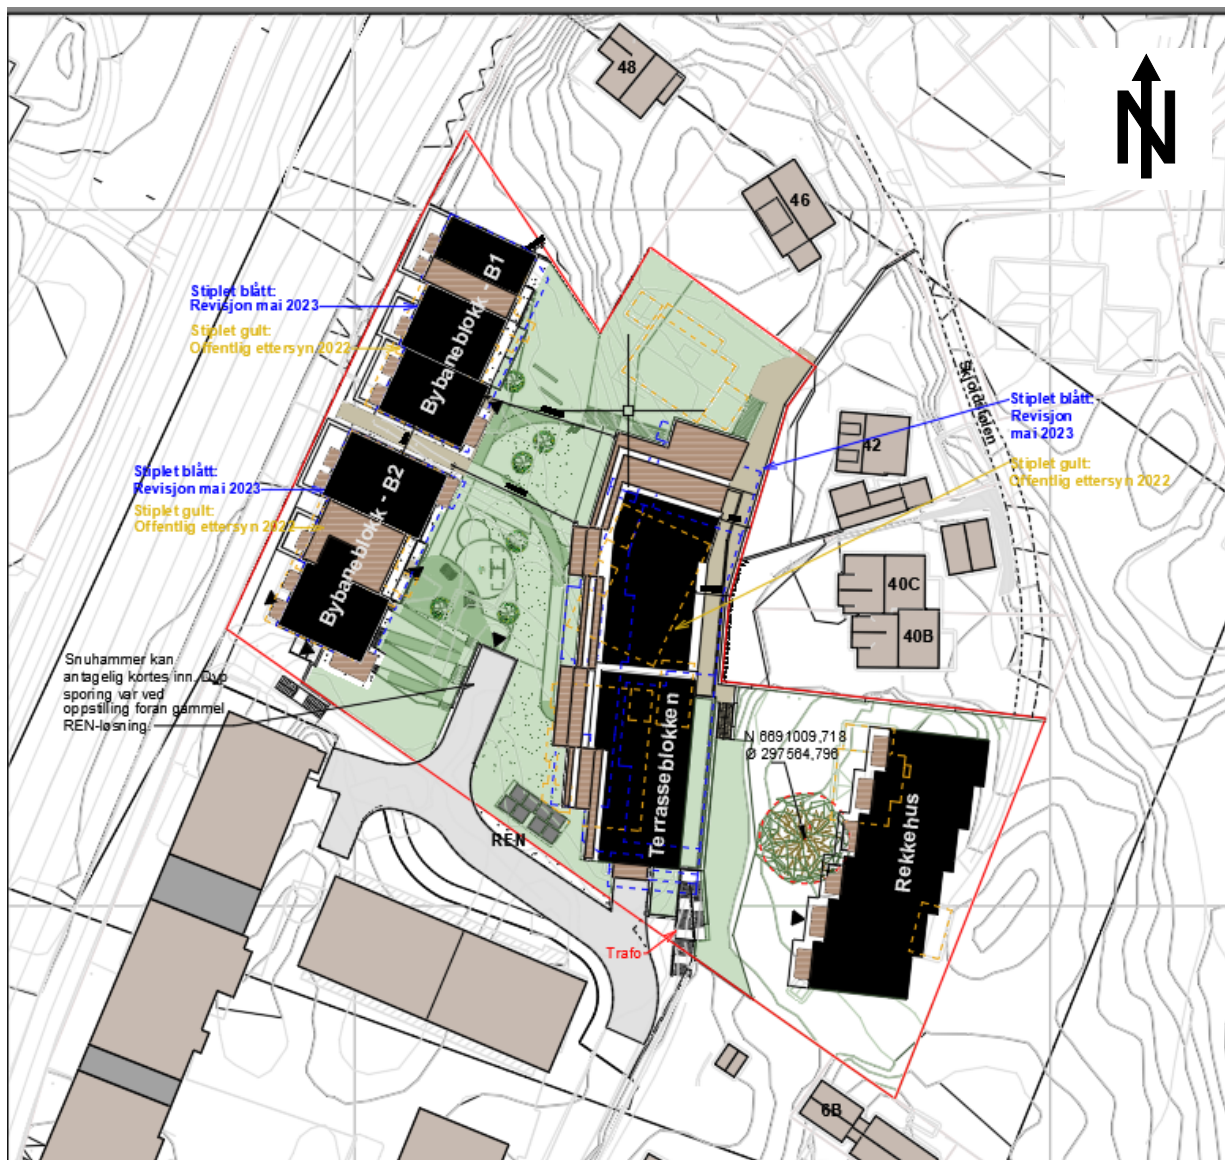 48
N
46
Stiplet blått:
Revisjon mai 2023
Stiplet gult:
Offentlig ettersyn 2022
Bybaneblokk - B1
Skjoldstølen
Stiplet blått:
Revisjon
mai 2023
42
Stiplet gult:
Offentlig ettersyn 2022
Stiplet blått:
Revisjon mai 2023
Stiplet gult:
Offentlig ettersyn 2022
Bybaneblokk - B2
H
40C
40B
Snuhammer kan
antagelig kortes inn.
sporing var ved
oppstilling foran gammel
REN-løsning.
Terrasseblokken
N 6691009,718
Ø 297564,796
REN
Rekkehus
Trafo
6B